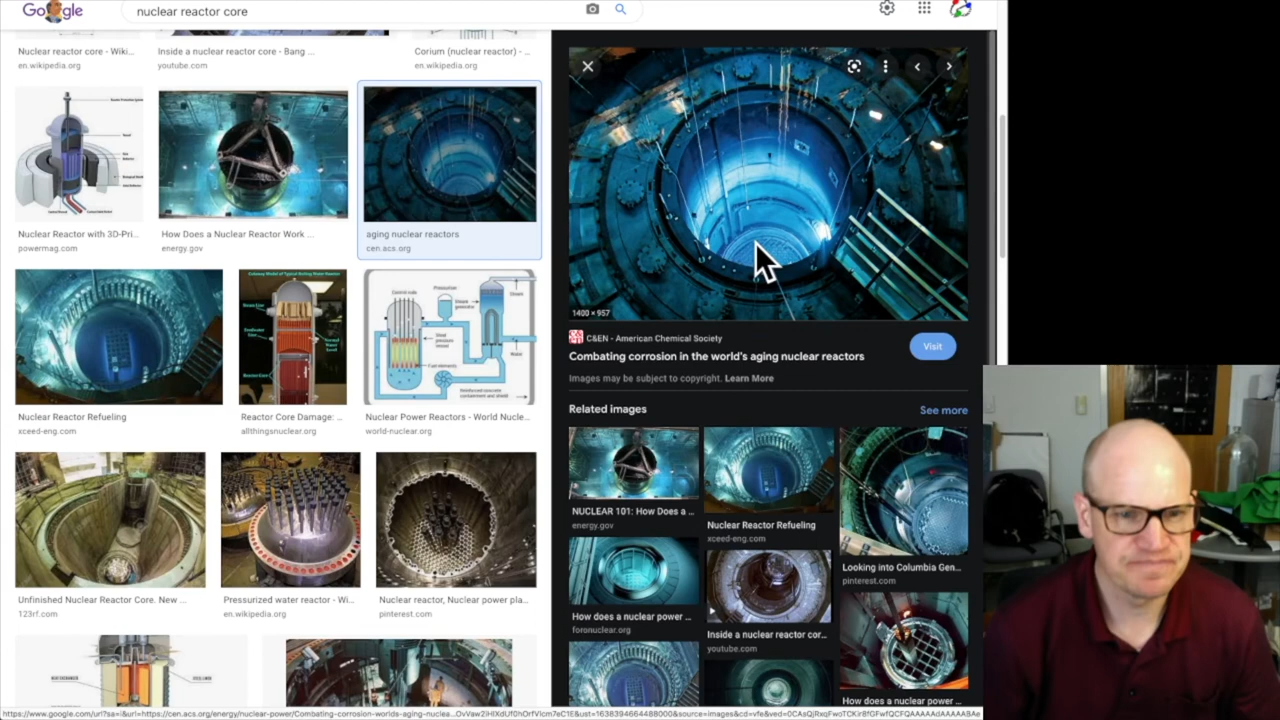 Google
nuclear reactor core
Nuclear reactor core - Wiki...
en.wikipedia.org
Inside a nuclear reactor core - Bang ...
youtube.com
Corium (nuclear reactor) - ...
en.wikipedia.org
Nuclear Reactor with 3D-Pri...
powermag.com
How Does a Nuclear Reactor Work ...
energy.gov
aging nuclear reactors
cen.acs.org
Nuclear Reactor Refueling
xceed-eng.com
Reactor Core Damage: ...
allthingsnuclear.org
Nuclear Power Reactors - World Nucle...
world-nuclear.org
Unfinished Nuclear Reactor Core. New ...
123rf.com
Pressurized water reactor - Wi...
en.wikipedia.org
Nuclear reactor, Nuclear power pla...
pinterest.com
1400 × 957
C&EN - American Chemical Society
Combating corrosion in the world's aging nuclear reactors
Visit
Images may be subject to copyright. Learn More
Related images
See more
NUCLEAR 101: How Does a ...
energy.gov
Nuclear Reactor Refueling
xceed-eng.com
Looking into Columbia Gen...
pinterest.com
How does a nuclear power ...
foronuclear.org
Inside a nuclear reactor cor...
youtube.com
How does a nuclear power ...